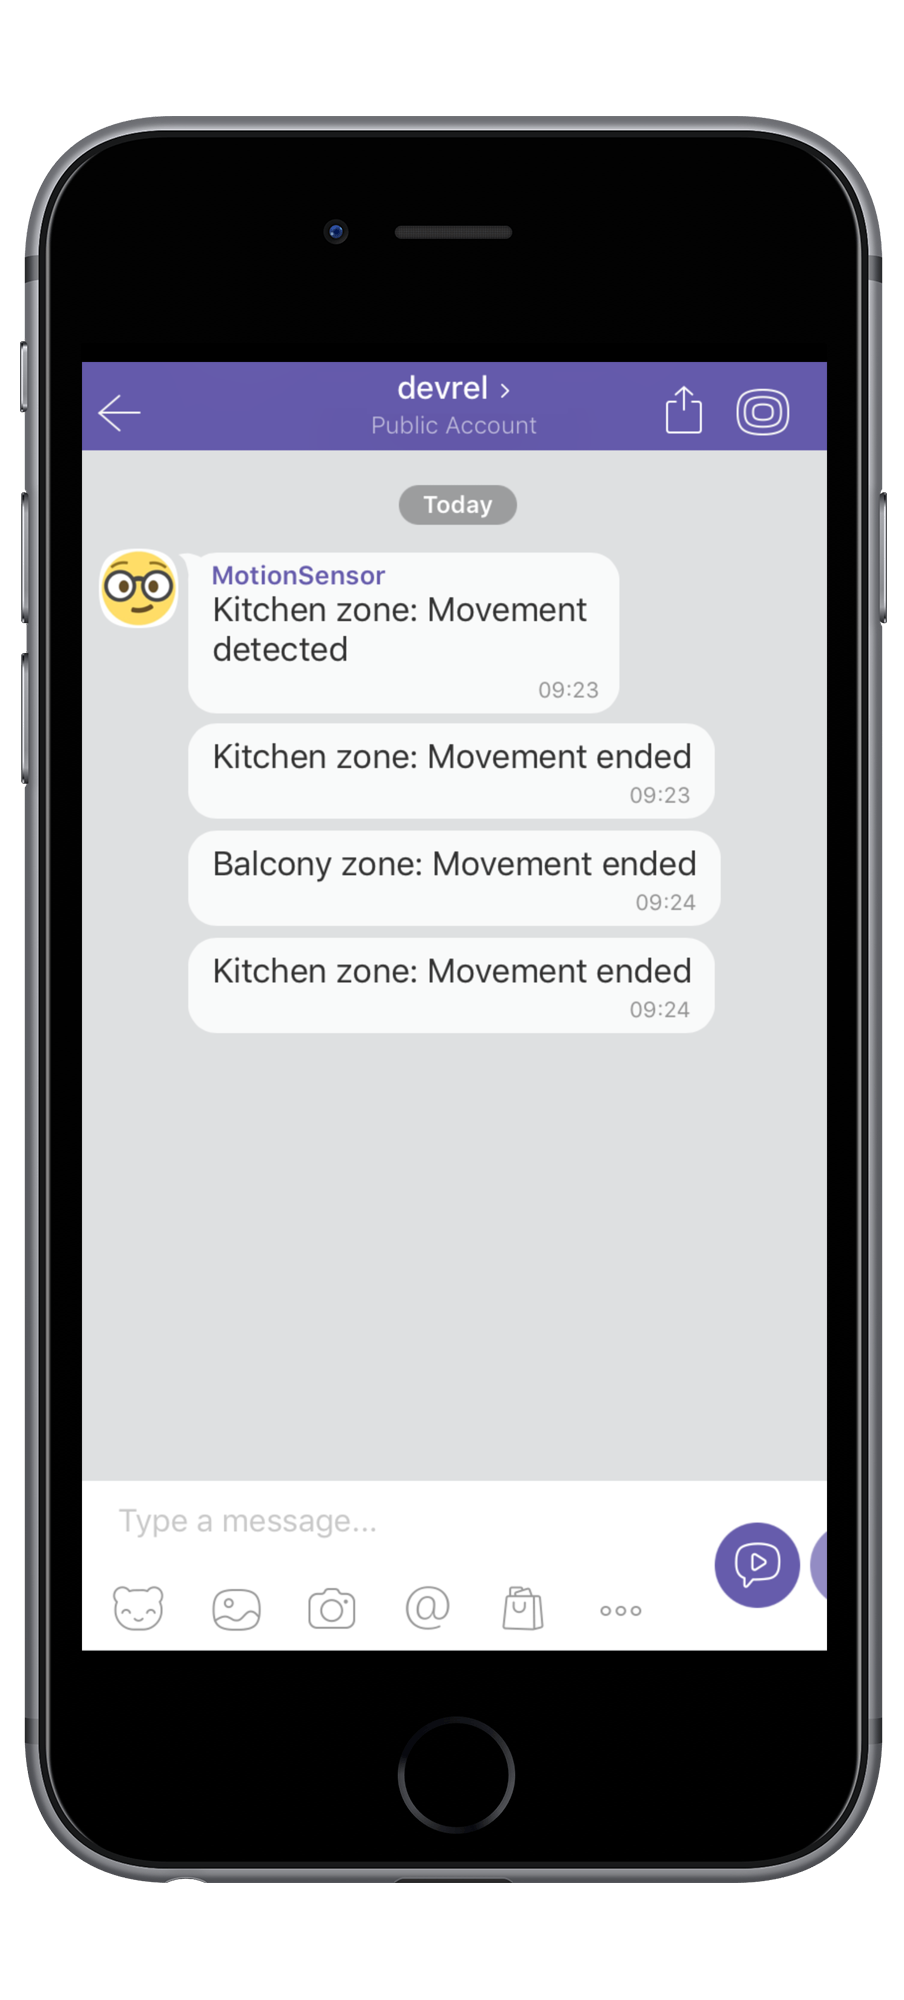 devrel
Public Account
Today
MotionSensor
Kitchen zone: Movement
detected
09:23
Kitchen zone: Movement ended
09:23
Balcony zone: Movement ended
09:24
Kitchen zone: Movement ended
09:24
Type a message...